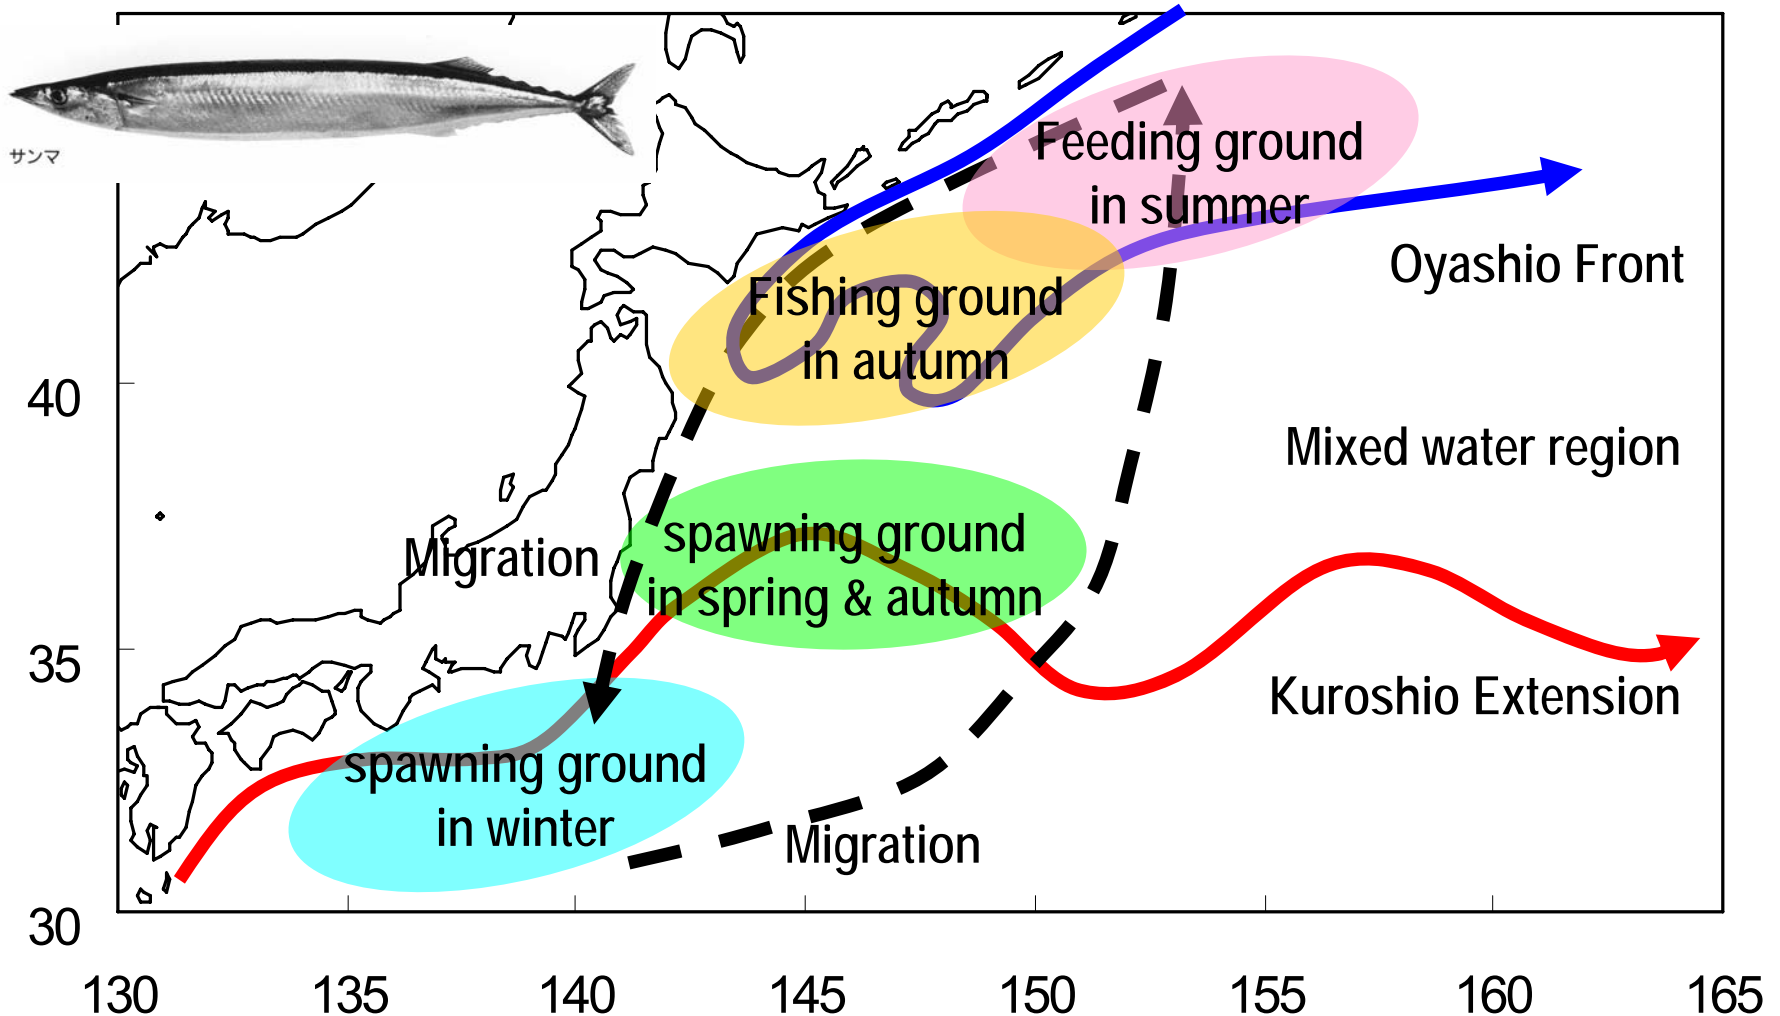 サンマ
Feeding ground
in summer
Oyashio Front
Fishing ground
in autumn
40
Mixed water region
spawning ground
in spring & autumn
Migration
35
Kuroshio Extension
spawning ground
in winter
Migration
30
130 135 140 145 150 155 160 165